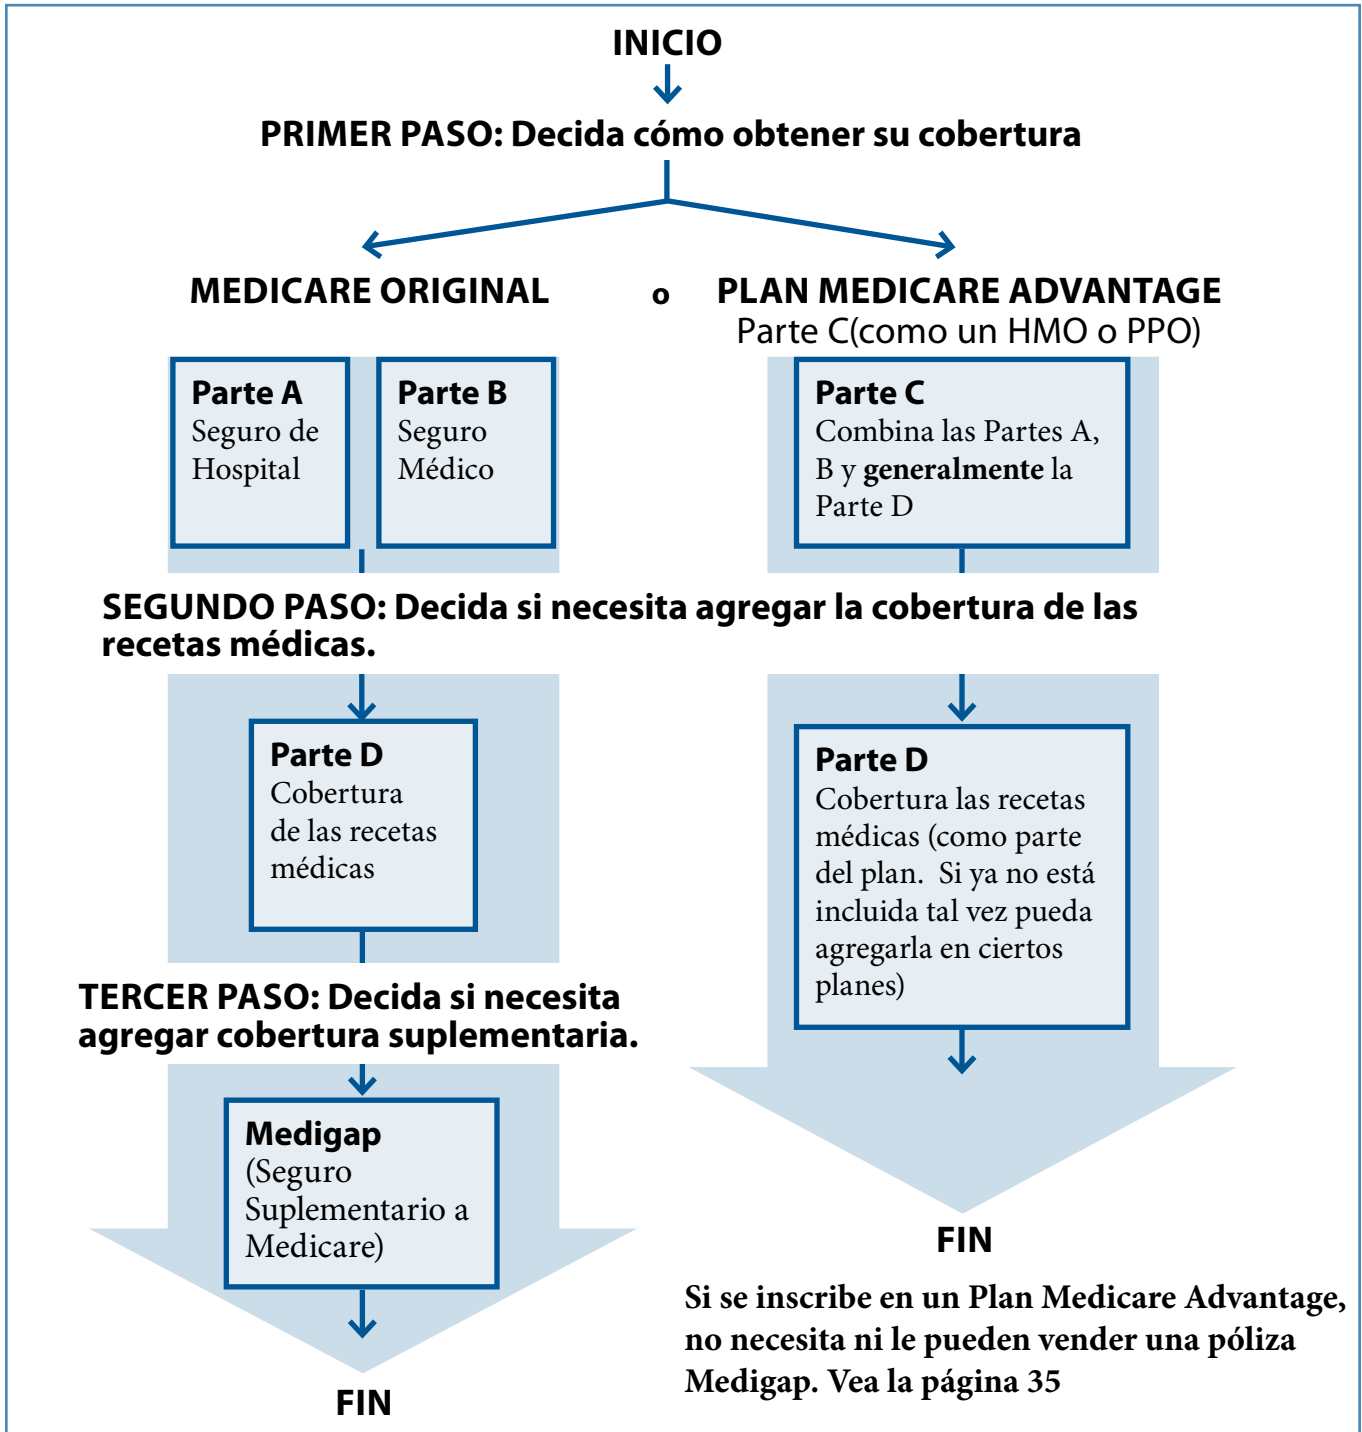 INICIO
PRIMER PASO: Decida cómo obtener su cobertura
MEDICARE ORIGINAL
o
PLAN MEDICARE ADVANTAGE
Parte C(como un HMO o PPO)
Parte A
Seguro de
Hospital
Parte B
Seguro
Médico
Parte C
Combina las Partes A,
B y generalmente la
Parte D
SEGUNDO PASO: Decida si necesita agregar la cobertura de las
recetas médicas.
Parte D
Cobertura
de las recetas
médicas
Parte D
Cobertura las recetas
médicas (como parte
del plan. Si ya no está
incluida tal vez pueda
agregarla en ciertos
planes)
TERCER PASO: Decida si necesita
agregar cobertura suplementaria.
Medigap
(Seguro
Suplementario a
Medicare)
FIN
FIN
Si se inscribe en un Plan Medicare Advantage,
no necesita ni le pueden vender una póliza
Medigap. Vea la página 35